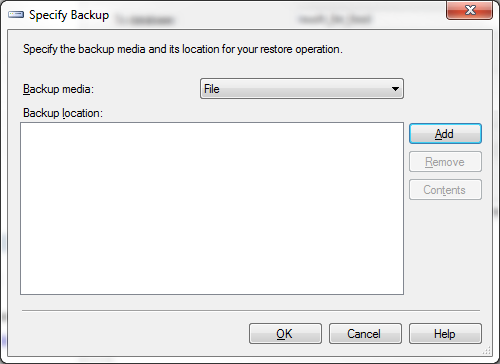 Specify Backup
Specify the backup media and its location for your restore operation.
Backup media:
File
Backup location:
Add
Remove
Contents
OK
Cancel
Help